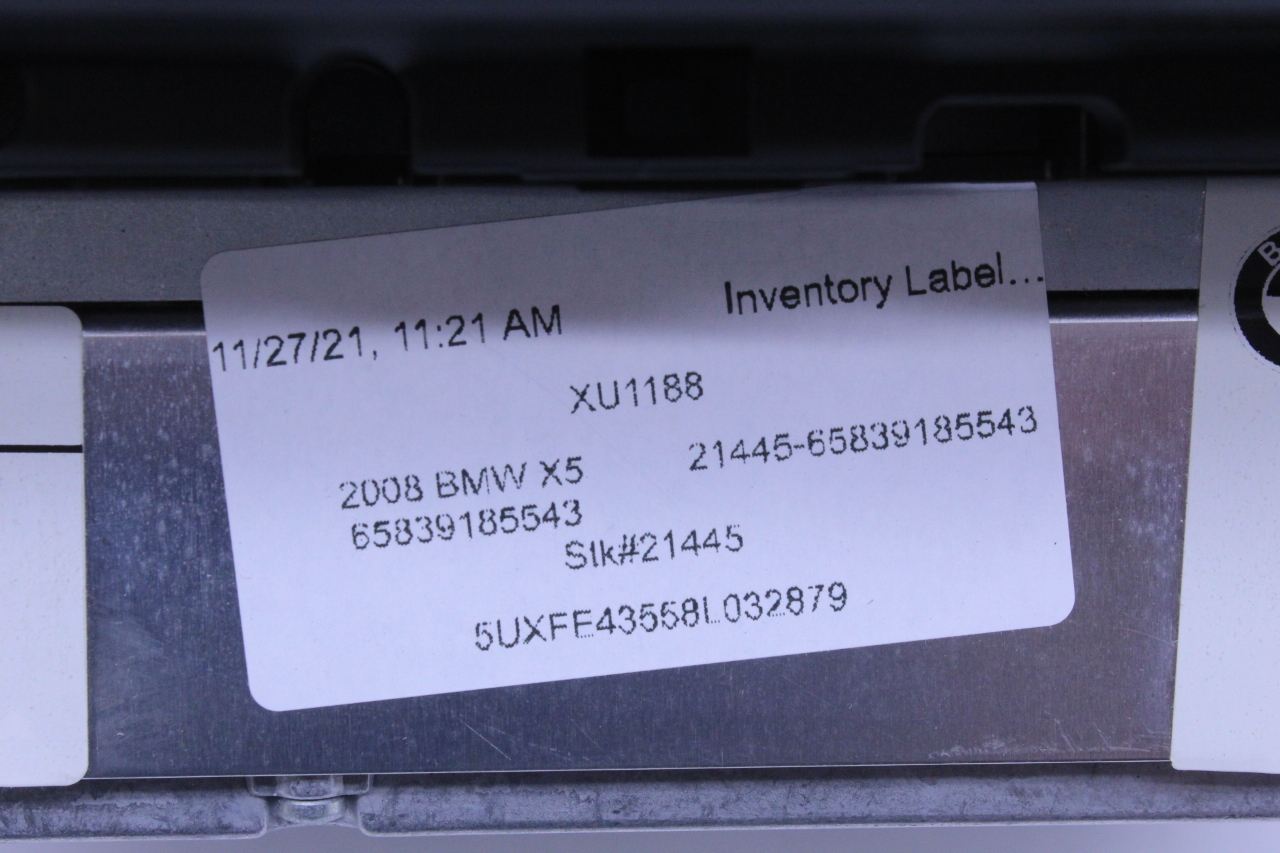 11/27/21, 11:21 AM
Inventory Label...
XU1188
2008 BMW X5
21445-65839185543
65839185543
Stk#21445
5UXFE43558L032879
B